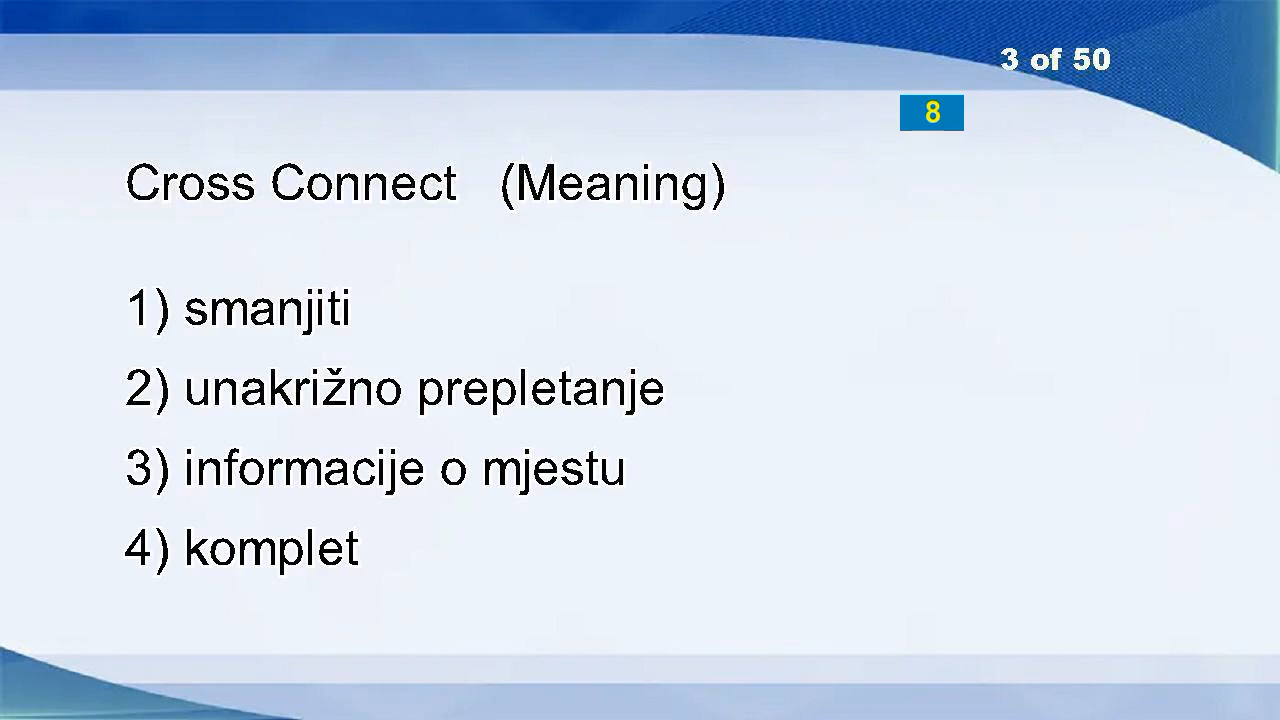 3 of 50
8
Cross Connect (Meaning)
1) smanjiti
2) unakrižno prepletanje
3) informacije o mjestu
4) komplet